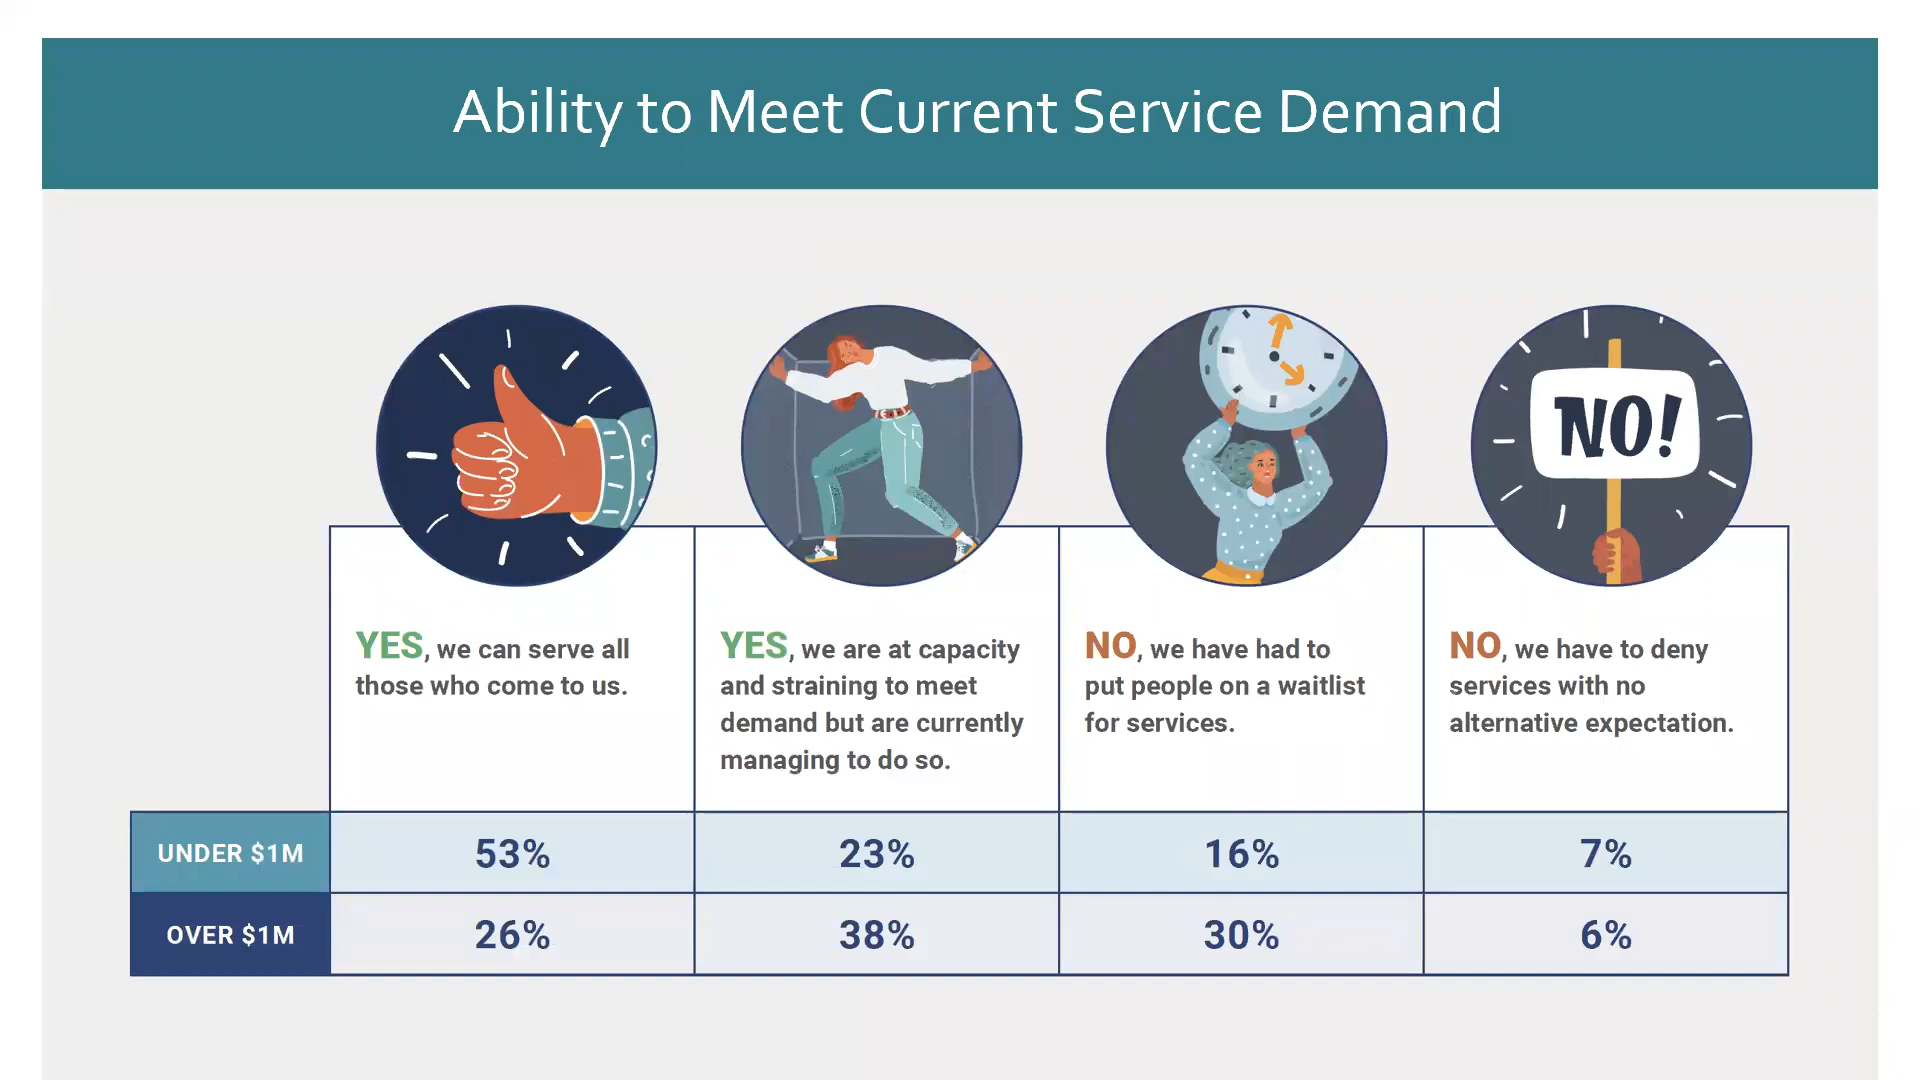 Ability to Meet Current Service Demand
NO!
YES, we can serve all
those who come to us.
YES, we are at capacity
and straining to meet
demand but are currently
managing to do so.
NO, we have had to
put people on a waitlist
for services.
NO, we have to deny
services with no
alternative expectation.
UNDER $1M 53% 23% 16% 7%
OVER $1M 26% 38% 30% 6%